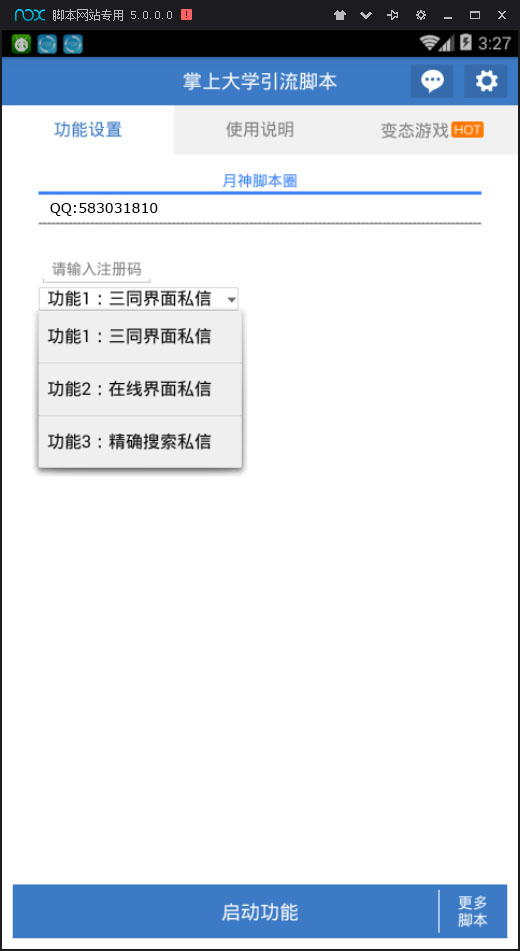 nox 脚本网站专用 5.0.0.0
3:27
掌上大学引流脚本
功能设置 使用说明 变态游戏 HOT
月神脚本圈
QQ:583031810
请输入注册码
功能1：三同界面私信
功能1：三同界面私信
功能2：在线界面私信
功能3：精确搜索私信
启动功能
更多
脚本